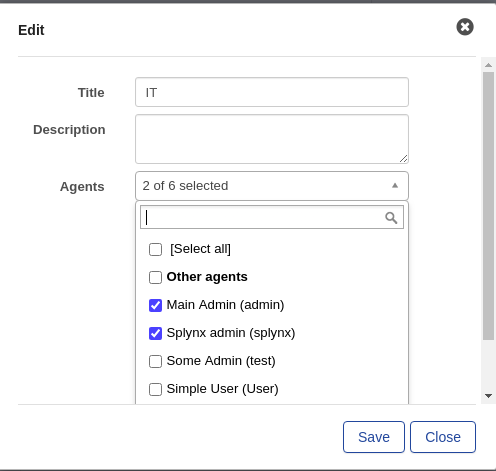 Edit
Title
IT
Description
Agents
2 of 6 selected
[Select all]
Other agents
Main Admin (admin)
Splynx admin (splynx)
Some Admin (test)
Simple User (User)
Save
Close